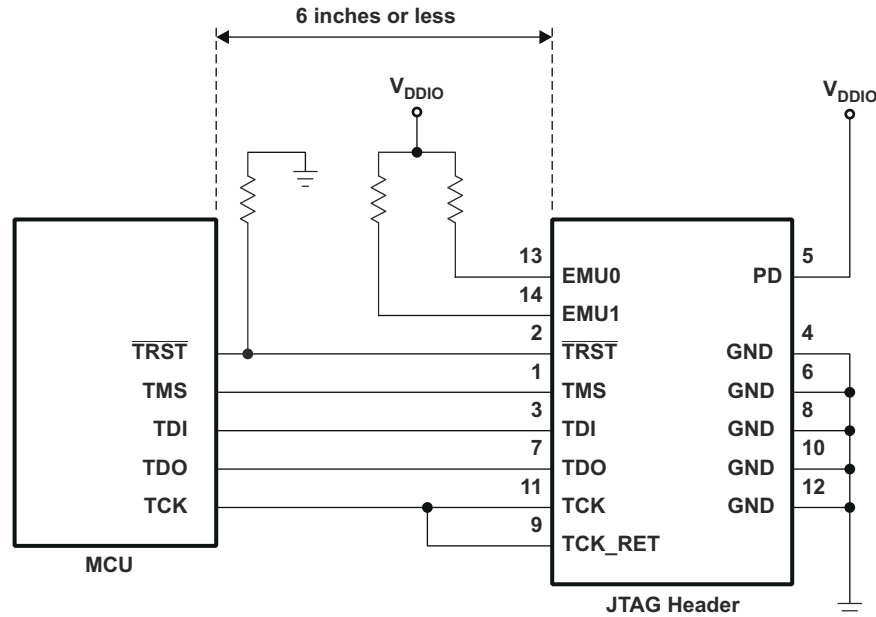 6 inches or less
VDDIO
VDDIO
13
EMU0
5
PD
14
EMU1
2
4
TRST
TRST
GND
1
6
TMS
TMS
GND
3
8
TDI
TDI
GND
7
10
TDO
TDO
GND
11
12
TCK
TCK
GND
9
TCK_RET
MCU
JTAG Header